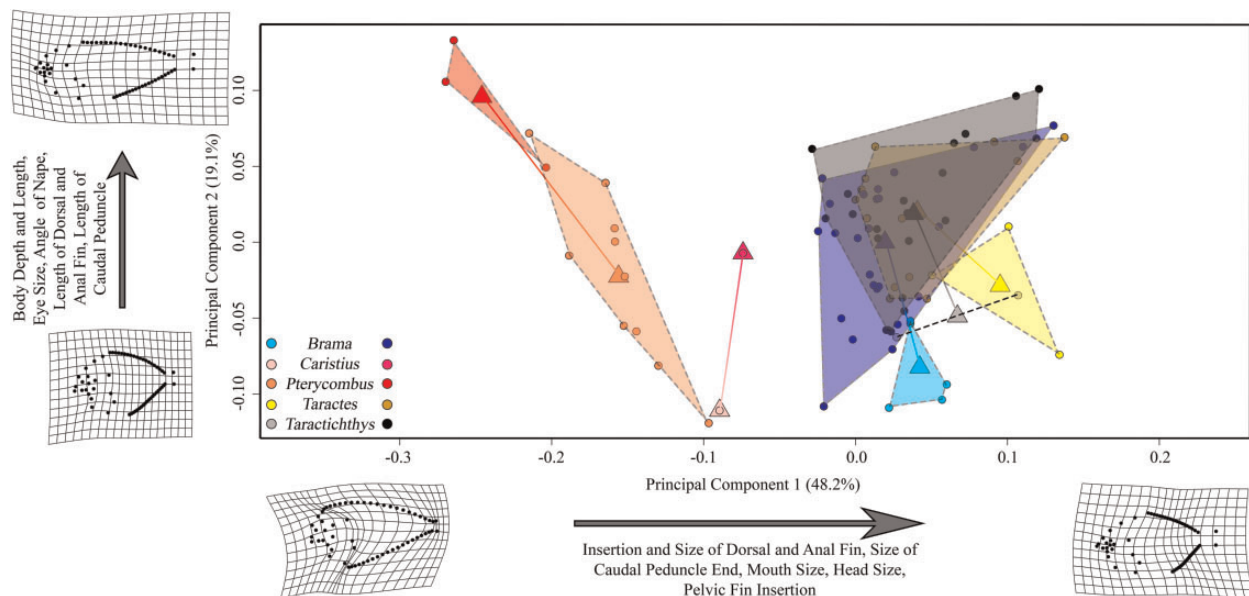 Body Depth and Length,
Eye Size, Angle of Nape,
Length of Dorsal and
Anal Fin, Length of
Caudal Peduncle
Principal Component 2 (19.1%)
0.10
0.05
0.0
-0.05
-0.10
Brama
Caristius
Pterycombus
Taractes
Taractichthys
-0.3
-0.2
-0.1
0.0
0.1
0.2
Principal Component 1 (48.2%)
Insertion and Size of Dorsal and Anal Fin, Size of
Caudal Peduncle End, Mouth Size, Head Size,
Pelvic Fin Insertion